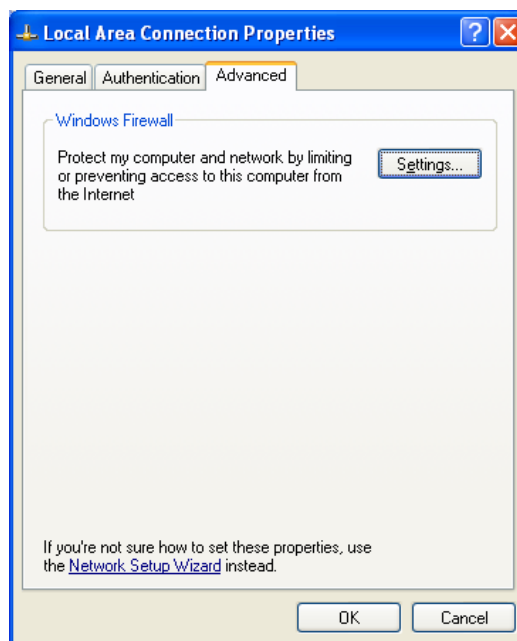 Local Area Connection Properties
General Authentication Advanced
Windows Firewall
Protect my computer and network by limiting
or preventing access to this computer from
the Internet
Settings...
If you're not sure how to set these properties, use
the Network Setup Wizard instead.
OK Cancel